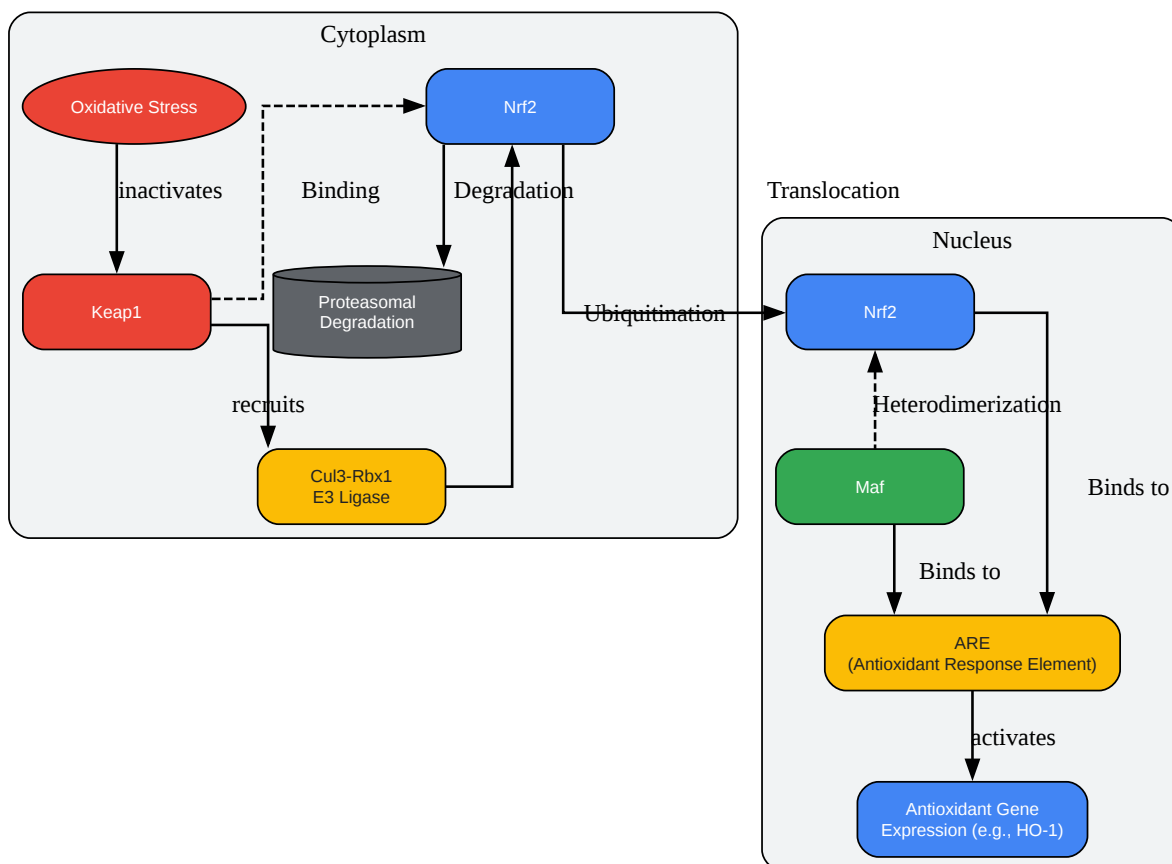 Cytoplasm
Oxidative Stress
Nrf2
inactivates
Binding
Degradation
Translocation
Nucleus
Keap1
Proteasomal
Degradation
Ubiquitination
Nrf2
recruits
Heterodimerization
Cul3-Rbx1
E3 Ligase
Maf
Binds to
Binds to
ARE
(Antioxidant Response Element)
activates
Antioxidant Gene
Expression (e.g., HO-1)